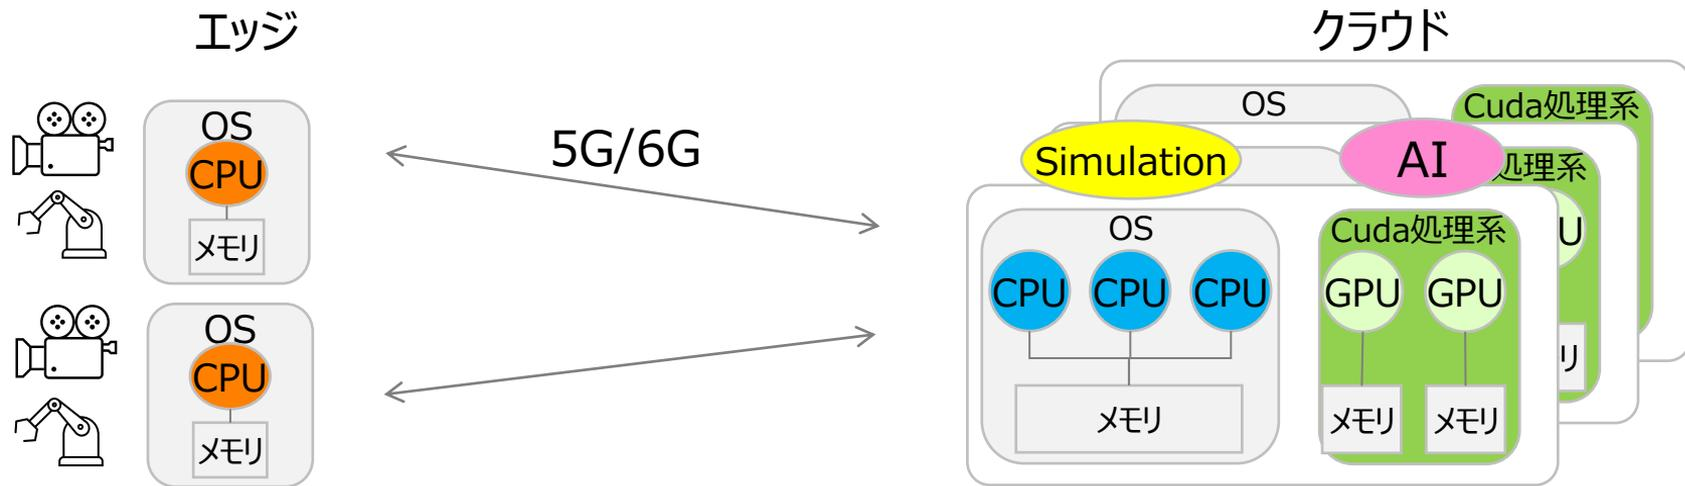 エッジ
クラウド
OS
CPU
メモリ
OS
CPU
メモリ
5G/6G
OS
Cuda処理系
Simulation
AI
処理系
OS
Cuda処理系
U
CPU
CPU
CPU
GPU
GPU
リ
メモリ
メモリ
メモリ